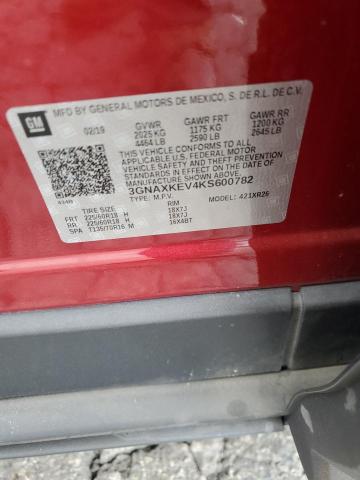 GM
MFD BY GENERAL MOTORS DE MEXICO, S. DE R.L. DE C.V.
02/19 GVWR GAWR FRT GAWR RR
2025 KG 1175 KG 1200 KG
4464 LB 2590 LB 2645 LB
THIS VEHICLE CONFORMS TO ALL APPLICABLE
U.S. FEDERAL MOTOR
VEHICLE SAFETY, BUMPER, AND THEFT PREVENTION
STANDARDS IN EFFECT ON THE DATE OF
MANUFACTURE SHOWN ABOVE.
3GNAXKEV4KS600782
TYPE: M.P.V. MODEL: 421XR26
TIRE SIZE RIM
FRT 225/60R18 H 18X7J
RR 225/60R18 H 18X7J
SPA T135/70R16 M 16X4BT